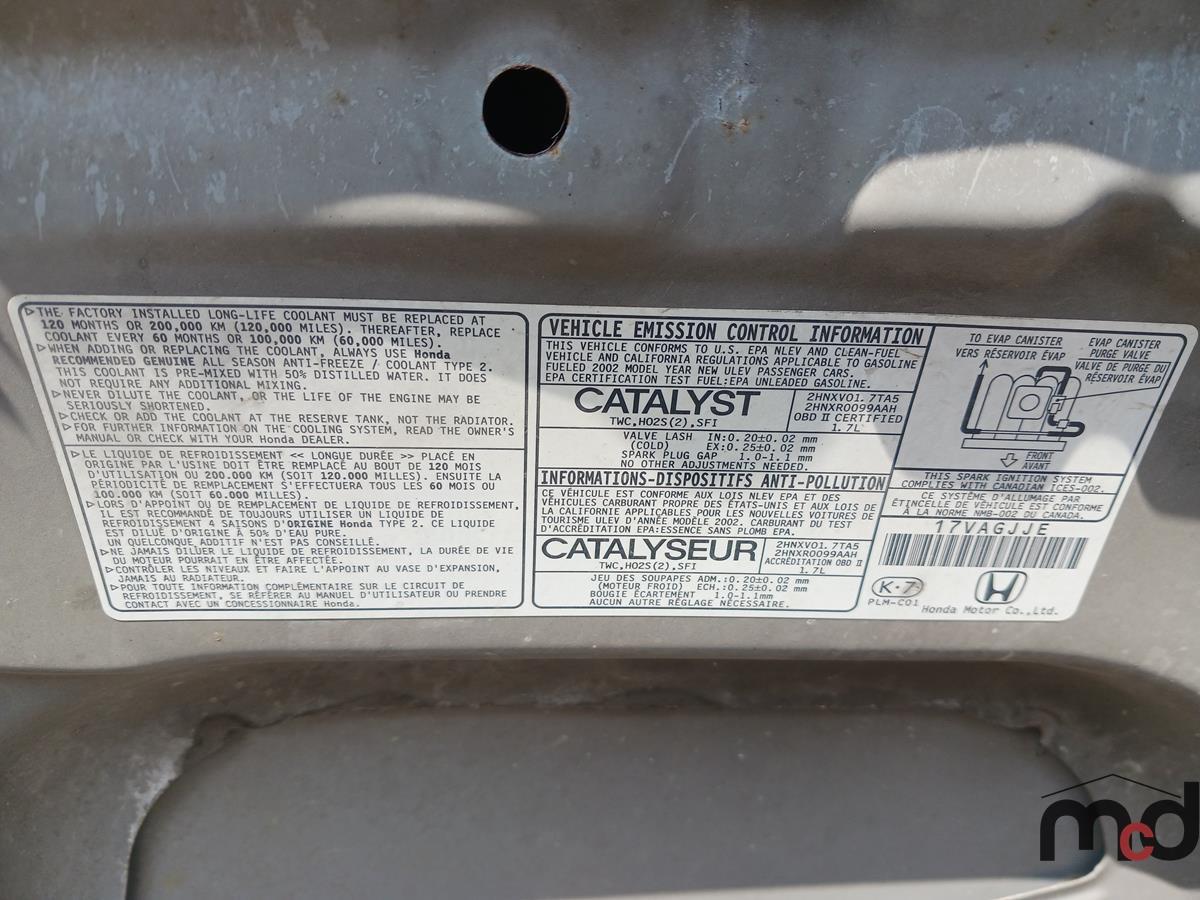 ▷THE FACTORY INSTALLED LONG-LIFE COOLANT MUST BE REPLACED AT
120 MONTHS OR 200,000 KM (120,000 MILES). THEREAFTER, REPLACE
COOLANT EVERY 60 MONTHS OR 100,000 KM (60,000 MILES).
▷WHEN ADDING OR REPLACING THE COOLANT, ALWAYS USE Honda
RECOMMENDED GENUINE ALL SEASON ANTI-FREEZE / COOLANT TYPE 2.
THIS COOLANT IS PRE-MIXED WITH 50% DISTILLED WATER. IT DOES
NOT REQUIRE ANY ADDITIONAL MIXING.
▷NEVER DILUTE THE COOLANT, OR THE LIFE OF THE ENGINE MAY BE
SERIOUSLY SHORTENED.
▷CHECK OR ADD THE COOLANT AT THE RESERVE TANK, NOT THE RADIATOR.
▷FOR FURTHER INFORMATION ON THE COOLING SYSTEM, READ THE OWNER'S
MANUAL OR CHECK WITH YOUR Honda DEALER.
▷LE LIQUIDE DE REFROIDISSEMENT << LONGUE DURÉE >> PLACÉ EN
ORIGINE PAR L'USINE DOIT ÊTRE REMPLACÉ AU BOUT DE 120 MOIS
D'UTILISATION OU 200.000 KM (SOIT 120.000 MILES). ENSUITE LA
PÉRIODICITÉ DE REMPLACEMENT S'EFFECTUERA TOUS LES 60 MOIS OU
100.000 KM (SOIT 60.000 MILES).
▷LORS D'APPOINT OU DE REMPLACEMENT DE LIQUIDE DE REFROIDISSEMENT,
IL EST RECOMMANDÉ DE TOUJOURS UTILISER UN LIQUIDE DE
REFROIDISSEMENT 4 SAISONS D'ORIGINE Honda TYPE 2. CE LIQUIDE
EST DILUÉ D'ORIGINE À 50% D'EAU PURE.
UN QUELCONQUE ADDITIF N'EST PAS CONSEILLÉ.
▷NE JAMAIS DILUER LE LIQUIDE DE REFROIDISSEMENT, LA DURÉE DE VIE
DU MOTEUR POURRAIT EN ÊTRE AFFECTÉE.
▷CONTRÔLER LES NIVEAUX ET FAIRE L'APPOINT AU VASE D'EXPANSION,
JAMAIS AU RADIATEUR.
▷POUR TOUTE INFORMATION COMPLÉMENTAIRE SUR LE CIRCUIT DE
REFROIDISSEMENT, SE RÉFÉRER AU MANUEL D'UTILISATION OU PRENDRE
CONTACT AVEC UN CONCESSIONNAIRE Honda.
VEHICLE EMISSION CONTROL INFORMATION
THIS VEHICLE CONFORMS TO U.S. EPA NLEV AND CLEAN-FUEL
VEHICLE AND CALIFORNIA REGULATIONS APPLICABLE TO GASOLINE
FUELED 2002 MODEL YEAR NEW ULEV PASSENGER CARS.
EPA CERTIFICATION TEST FUEL:EPA UNLEADED GASOLINE.
CATALYST
TWC,HO2S(2),SFI
2HNXV01.7TA5
2HNXR0099AAH
OBD II CERTIFIED
1.7L
VALVE LASH IN:0.20±0.02 mm
(COLD) EX:0.25±0.02 mm
SPARK PLUG GAP 1.0-1.1 mm
NO OTHER ADJUSTMENTS NEEDED.
INFORMATIONS-DISPOSITIFS ANTI-POLLUTION
CE VÉHICULE EST CONFORME AUX LOIS NLEV EPA ET DES
VÉHICULES CARBURANT PROPRE DES ETATS-UNIS ET AUX LOIS DE
LA CALIFORNIE APPLICABLES POUR LES NOUVELLES VOITURES DE
TOURISME ULEV D'ANNÉE MODÈLE 2002. CARBURANT DU TEST
D'ACCRÉDITATION EPA:ESSENCE SANS PLOMB EPA.
CATALYSEUR
TWC,HO2S(2),SFI
2HNXV01.7TA5
2HNXR0099AAH
ACCRÉDITATION OBD II
1.7L
JEU DES SOUPAPES ADM.:0.20±0.02 mm
(MOTEUR FROID) ECH.:0.25±0.02 mm
BOUGIE ÉCARTEMENT 1.0-1.1mm
AUCUN AUTRE RÉGLAGE NÉCESSAIRE.
TO EVAP CANISTER
VERS RÉSERVOIR ÉVAP
EVAP CANISTER
PURGE VALVE
VALVE DE PURGE DU
RÉSERVOIR ÉVAP
FRONT
AVANT
THIS SPARK IGNITION SYSTEM
COMPLIES WITH CANADIAN ICES-002.
CE SYSTÈME D'ALLUMAGE PAR
ÉTINCELLE DE VÉHICULE EST CONFORME
À LA NORME NMB-002 DU CANADA.
17VAGJJE
K·7
PLM-C01
Honda Motor Co.,Ltd.
mcd